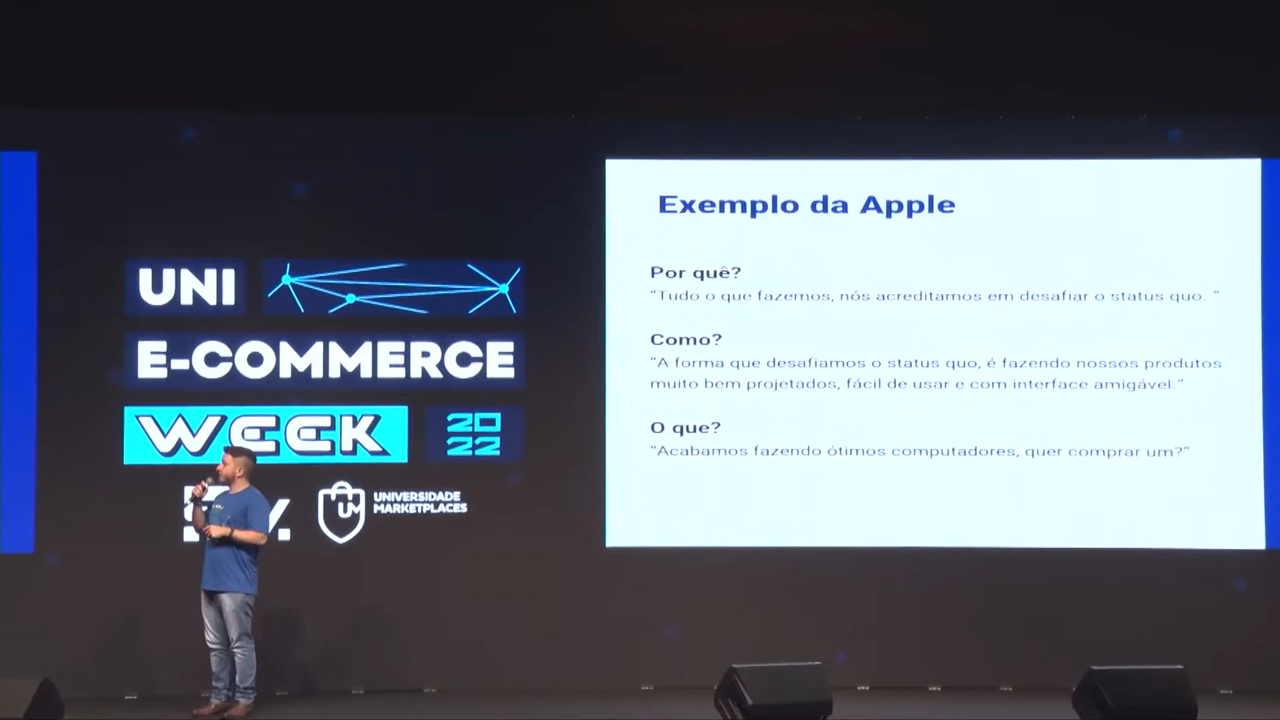 UNI
E-COMMERCE
WEEK
20
22
UNIVERSIDADE
MARKETPLACES
Exemplo da Apple
Por quê?
“Tudo o que fazemos, nós acreditamos em desafiar o status quo. ”
Como?
“A forma que desafiamos o status quo, é fazendo nossos produtos
muito bem projetados, fácil de usar e com interface amigável.”
O que?
“Acabamos fazendo ótimos computadores, quer comprar um?”